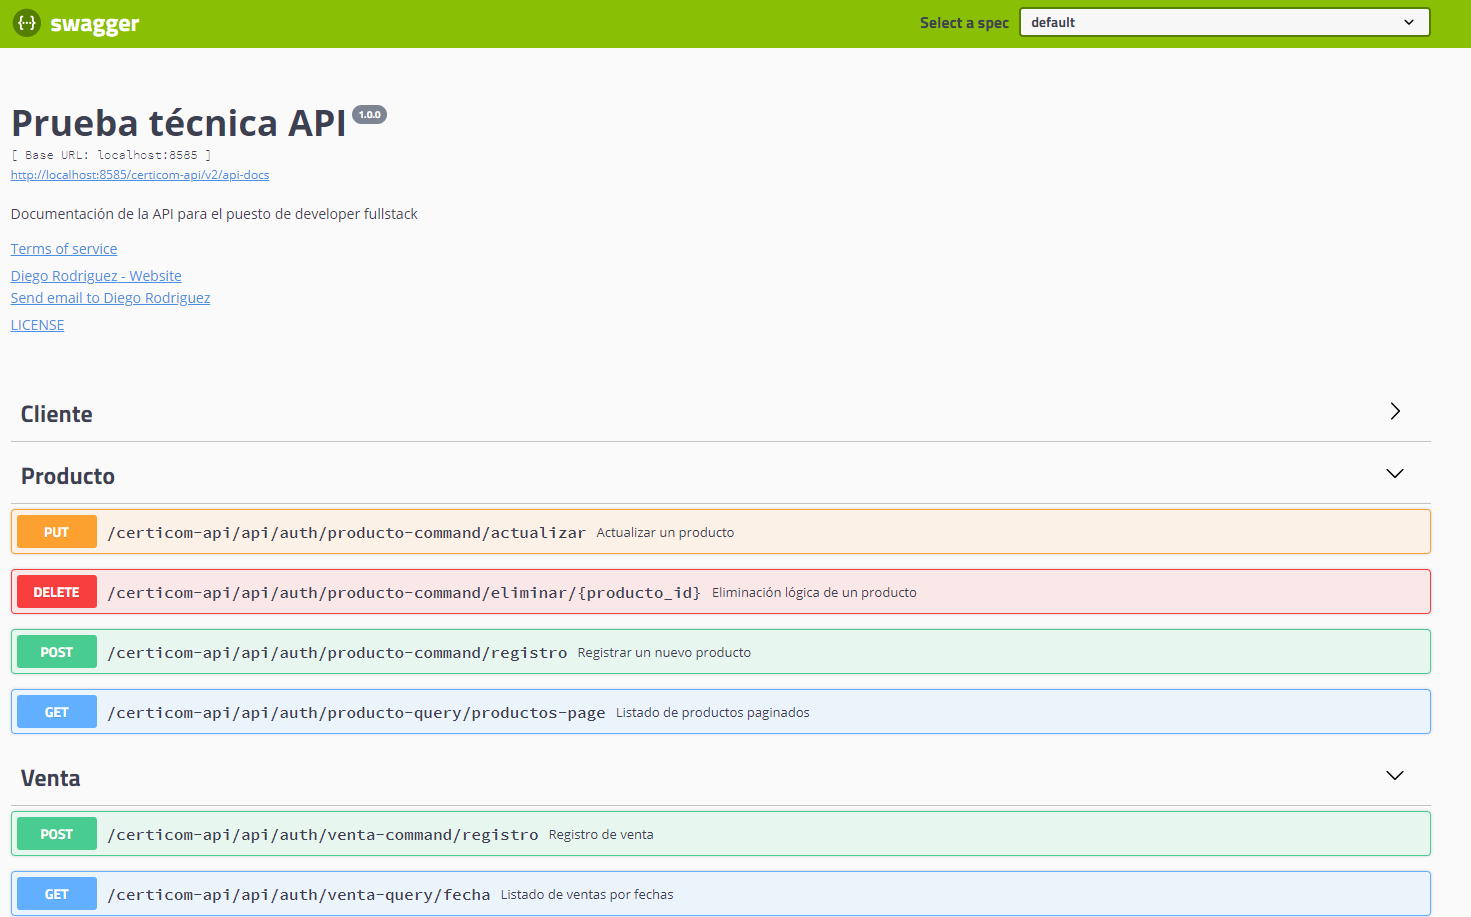 {···} swagger
Select a spec default
Prueba técnica API 1.0.0
[ Base URL: localhost:8585 ]
http://localhost:8585/certicom-api/v2/api-docs
Documentación de la API para el puesto de developer fullstack
Terms of service
Diego Rodriguez - Website
Send email to Diego Rodriguez
LICENSE
Cliente
Producto
PUT /certicom-api/api/auth/producto-command/actualizar Actualizar un producto
DELETE /certicom-api/api/auth/producto-command/eliminar/{producto_id} Eliminación lógica de un producto
POST /certicom-api/api/auth/producto-command/registro Registrar un nuevo producto
GET /certicom-api/api/auth/producto-query/productos-page Listado de productos paginados
Venta
POST /certicom-api/api/auth/venta-command/registro Registro de venta
GET /certicom-api/api/auth/venta-query/fecha Listado de ventas por fechas